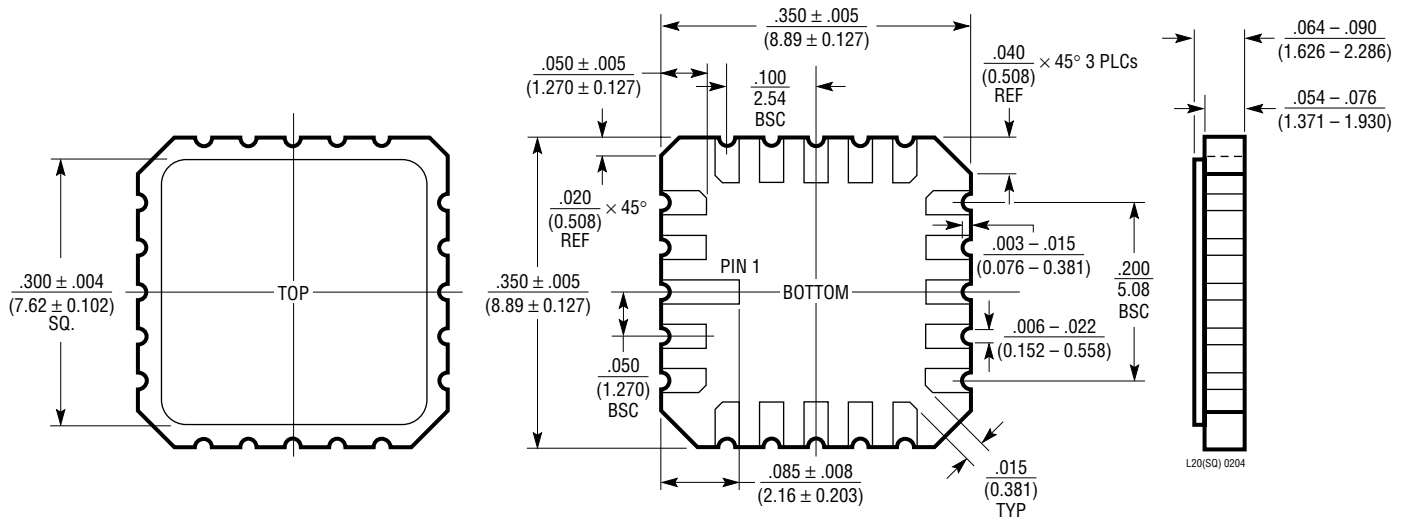 .300 ± .004
(7.62 ± 0.102)
SQ.
TOP
.350 ± .005
(8.89 ± 0.127)
.050 ± .005
(1.270 ± 0.127)
.100
2.54
BSC
.040
(0.508)
REF
× 45° 3 PLCs
.020
(0.508)
REF
× 45°
.350 ± .005
(8.89 ± 0.127)
PIN 1
BOTTOM
.050
(1.270)
BSC
.085 ± .008
(2.16 ± 0.203)
.003 – .015
(0.076 – 0.381)
.006 – .022
(0.152 – 0.558)
.200
5.08
BSC
.015
(0.381)
TYP
.064 – .090
(1.626 – 2.286)
.054 – .076
(1.371 – 1.930)
L20(SQ) 0204